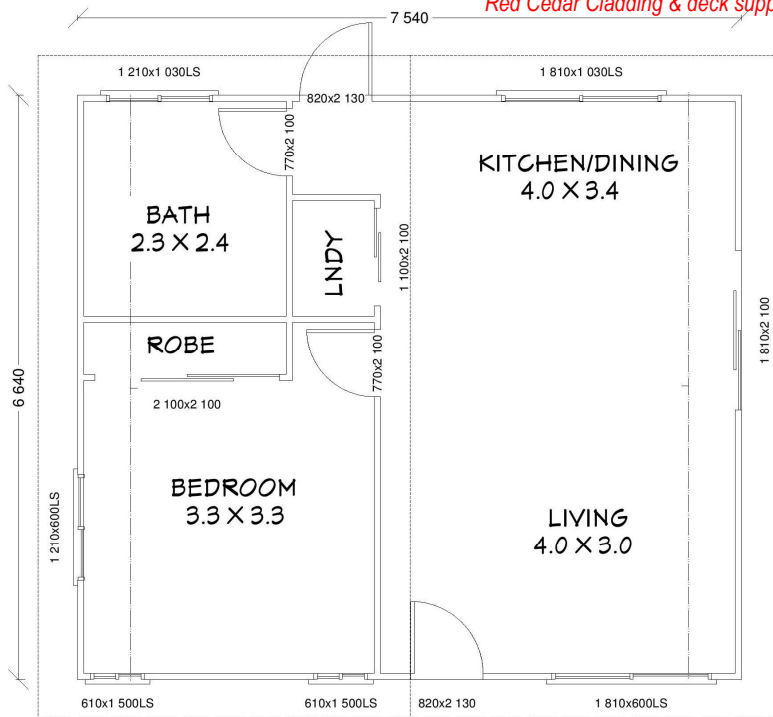 Red Cedar Cladding & deck supp
7 540
1 210x1 030LS
1 810x1 030LS
820x2 130
770x2 100
KITCHEN/DINING
4.0 X 3.4
BATH
2.3 X 2.4
LNDY
1 100x2 100
1 810x2 100
ROBE
770x2 100
6 640
2 100x2 100
BEDROOM
3.3 X 3.3
1 210x600LS
LIVING
4.0 X 3.0
610x1 500LS
610x1 500LS
820x2 130
1 810x600LS